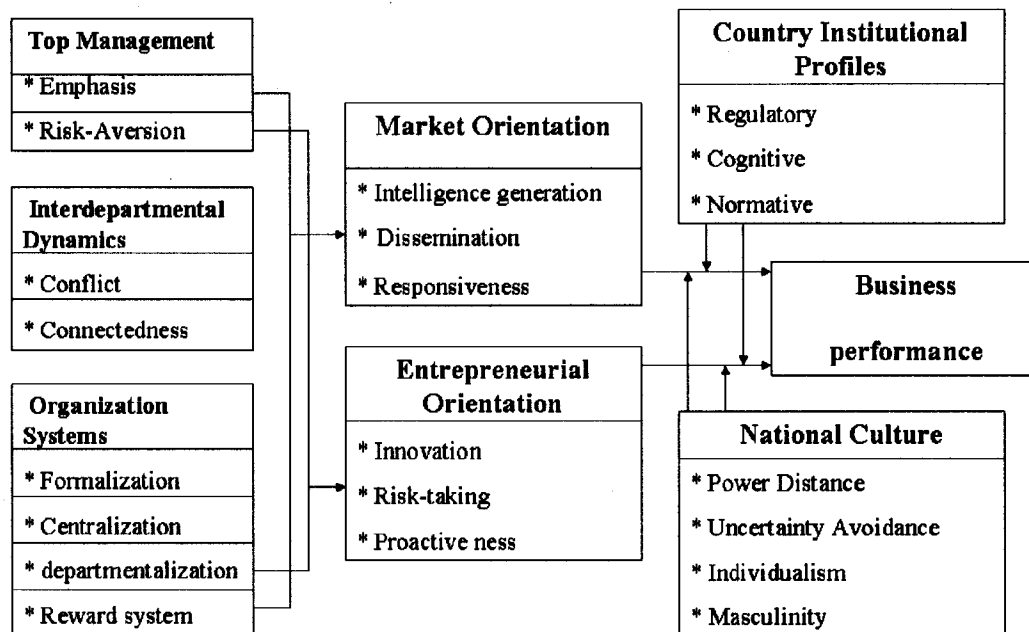 Top Management
* Emphasis
* Risk-Aversion
Interdepartmental
Dynamics
* Conflict
* Connectedness
Organization
Systems
* Formalization
* Centralization
* departmentalization
* Reward system
Market Orientation
* Intelligence generation
* Dissemination
* Responsiveness
Entrepreneurial
Orientation
* Innovation
* Risk-taking
* Proactive ness
Country Institutional
Profiles
* Regulatory
* Cognitive
* Normative
Business
performance
National Culture
* Power Distance
* Uncertainty Avoidance
* Individualism
* Masculinity